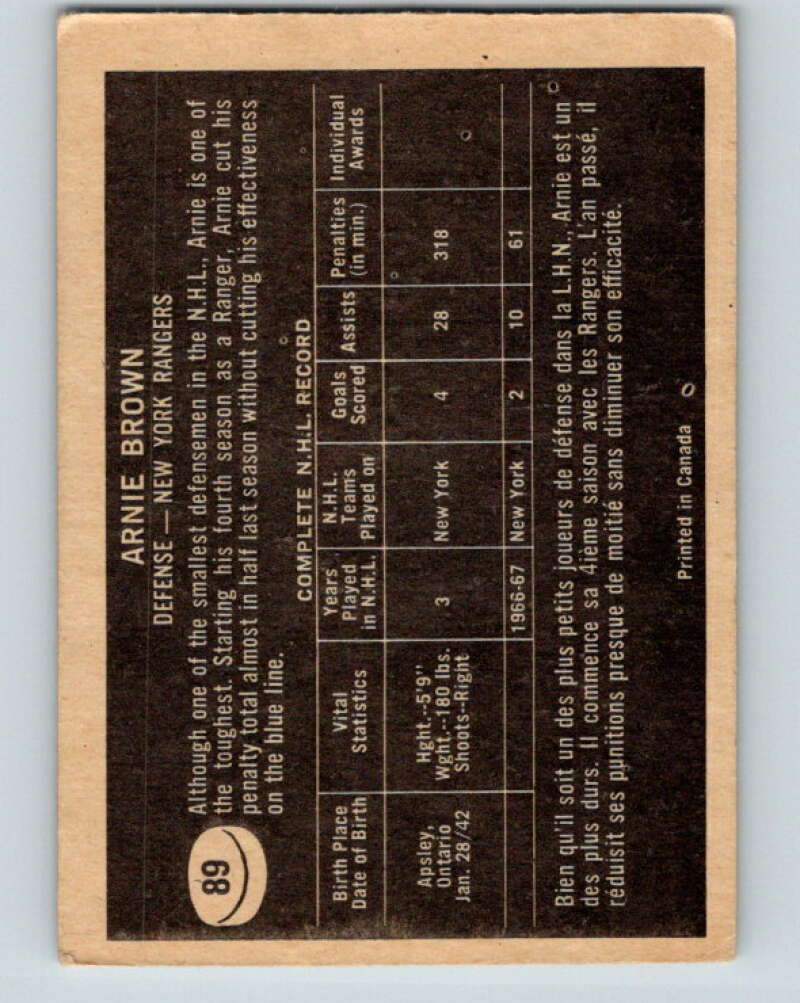 ARNIE BROWN
DEFENSE — NEW YORK RANGERS
89
Although one of the smallest defensemen in the N.H.L., Arnie is one of
the toughest. Starting his fourth season as a Ranger, Arnie cut his
penalty total almost in half last season without cutting his effectiveness
on the blue line.
COMPLETE N.H.L. RECORD
Birth Place Date of Birth | Vital Statistics | Years Played in N.H.L. | N.H.L. Teams Played on | Goals Scored | Assists | Penalties (in min.) | Individual Awards
Apsley, Ontario Jan. 28/42 | Hght.--5'9" Wght.--180 lbs. Shoots--Right | 3 | New York | 4 | 28 | 318
1966-67 | New York | 2 | 10 | 61
Bien qu'il soit un des plus petits joueurs de défense dans la L.H.N., Arnie est un
des plus durs. Il commence sa 4ième saison avec les Rangers. L'an passé, il
réduisit ses punitions presque de moitié sans diminuer son efficacité.
Printed in Canada